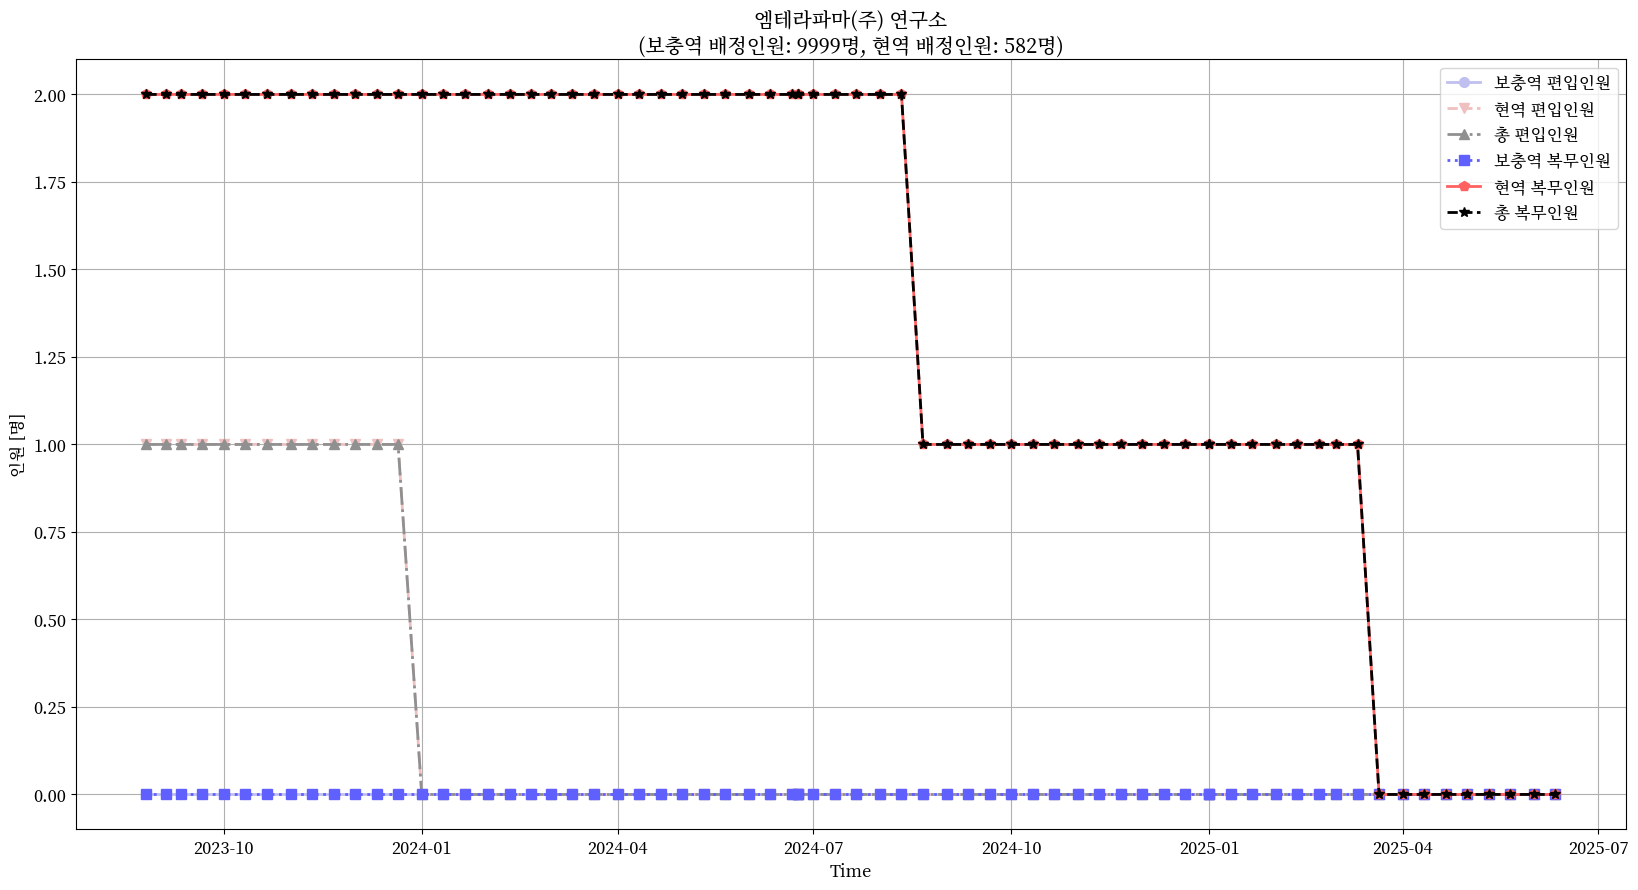 엠테라파마(주) 연구소
(보충역 배정인원: 9999명, 현역 배정인원: 582명)
보충역 편입인원
현역 편입인원
총 편입인원
보충역 복무인원
현역 복무인원
총 복무인원
인원 [명]
2.00
1.75
1.50
1.25
1.00
0.75
0.50
0.25
0.00
2023-10
2024-01
2024-04
2024-07
2024-10
2025-01
2025-04
2025-07
Time